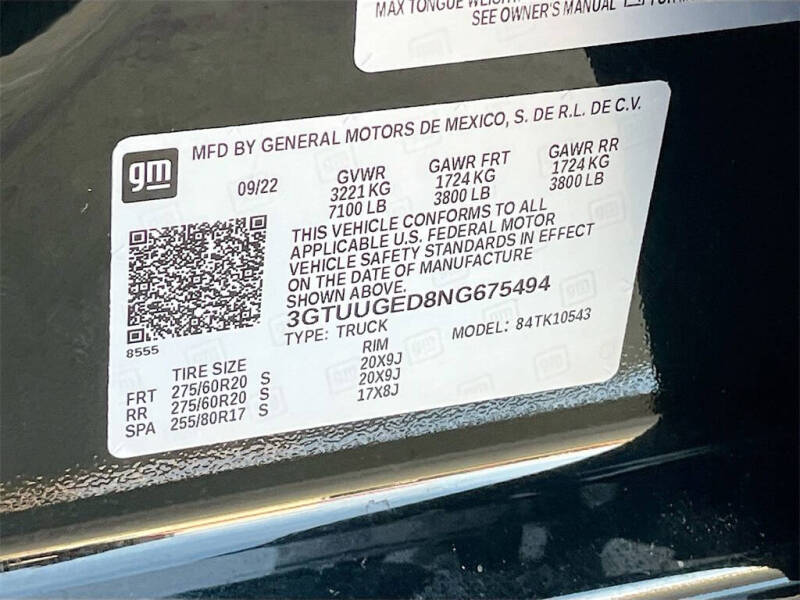 MAX TONGUE WEIGHT
SEE OWNER'S MANUAL
MFD BY GENERAL MOTORS DE MEXICO, S. DE R.L. DE C.V.
gm
09/22
GVWR
3221 KG
7100 LB
GAWR FRT
1724 KG
3800 LB
GAWR RR
1724 KG
3800 LB
THIS VEHICLE CONFORMS TO ALL
APPLICABLE U.S. FEDERAL MOTOR
VEHICLE SAFETY STANDARDS IN EFFECT
ON THE DATE OF MANUFACTURE
SHOWN ABOVE.
3GTUUGED8NG675494
TYPE: TRUCK
MODEL: 84TK10543
8555
TIRE SIZE RIM
FRT 275/60R20 S 20X9J
RR 275/60R20 S 20X9J
SPA 255/80R17 S 17X8J